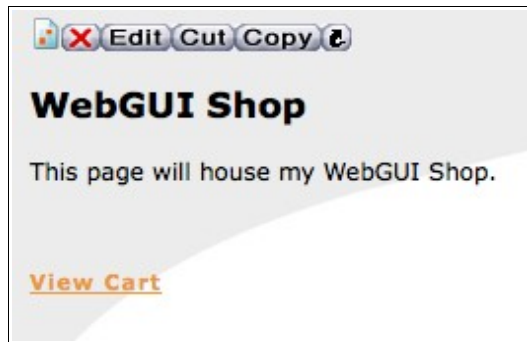 Edit Cut Copy
WebGUI Shop
This page will house my WebGUI Shop.
View Cart